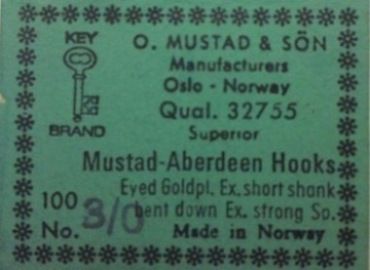 KEY
BRAND
O. MUSTAD & SÖN
Manufacturers
Oslo - Norway
Qual. 32755
Superior
Mustad-Aberdeen Hooks
Eyed Goldpl. Ex. short shank
100 bent down Ex. strong Sp.
No. 3/0 Made in Norway